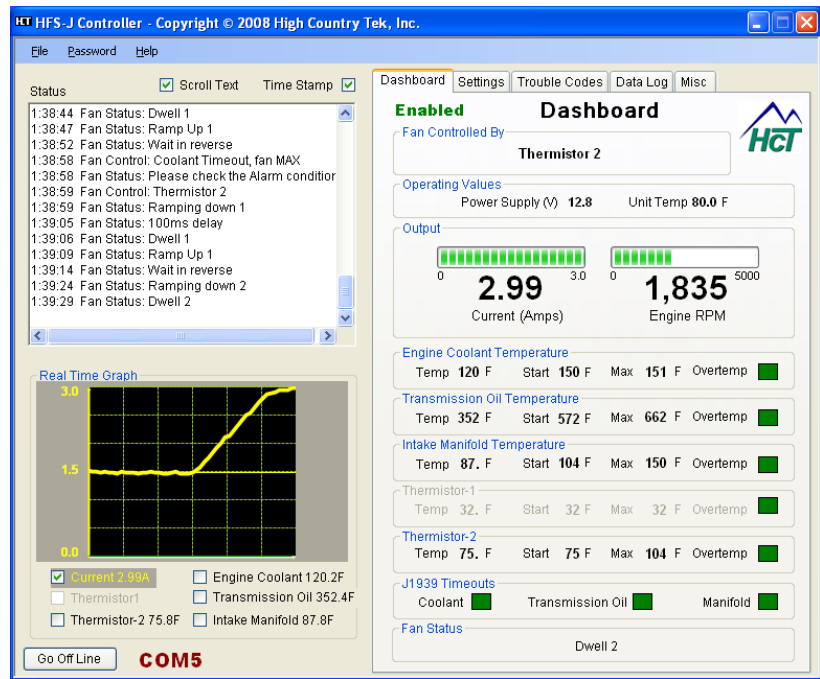 HCT HFS-J Controller - Copyright © 2008 High Country Tek, Inc.
File Password Help
Status Scroll Text Time Stamp
1:38:44 Fan Status: Dwell 1
1:38:47 Fan Status: Ramp Up 1
1:38:52 Fan Status: Wait in reverse
1:38:58 Fan Control: Coolant Timeout, fan MAX
1:38:58 Fan Status: Please check the Alarm condition
1:38:59 Fan Control: Thermistor 2
1:38:59 Fan Status: Ramping down 1
1:39:05 Fan Status: 100ms delay
1:39:06 Fan Status: Dwell 1
1:39:09 Fan Status: Ramp Up 1
1:39:14 Fan Status: Wait in reverse
1:39:24 Fan Status: Ramping down 2
1:39:29 Fan Status: Dwell 2
Real Time Graph
3.0
1.5
0.0
Current 2.99A Engine Coolant 120.2F
Thermistor1 Transmission Oil 352.4F
Thermistor-2 75.8F Intake Manifold 87.8F
Go Off Line COM5
Dashboard Settings Trouble Codes Data Log Misc
Enabled Dashboard
HCT
Fan Controlled By
Thermistor 2
Operating Values
Power Supply (V) 12.8 Unit Temp 80.0 F
Output
0 3.0 0 5000
2.99 1,835
Current (Amps) Engine RPM
Engine Coolant Temperature
Temp 120 F Start 150 F Max 151 F Overtemp
Transmission Oil Temperature
Temp 352 F Start 572 F Max 662 F Overtemp
Intake Manifold Temperature
Temp 87. F Start 104 F Max 150 F Overtemp
Thermistor-1
Temp 32. F Start 32 F Max 32 F Overtemp
Thermistor-2
Temp 75. F Start 75 F Max 104 F Overtemp
J1939 Timeouts
Coolant Transmission Oil Manifold
Fan Status
Dwell 2